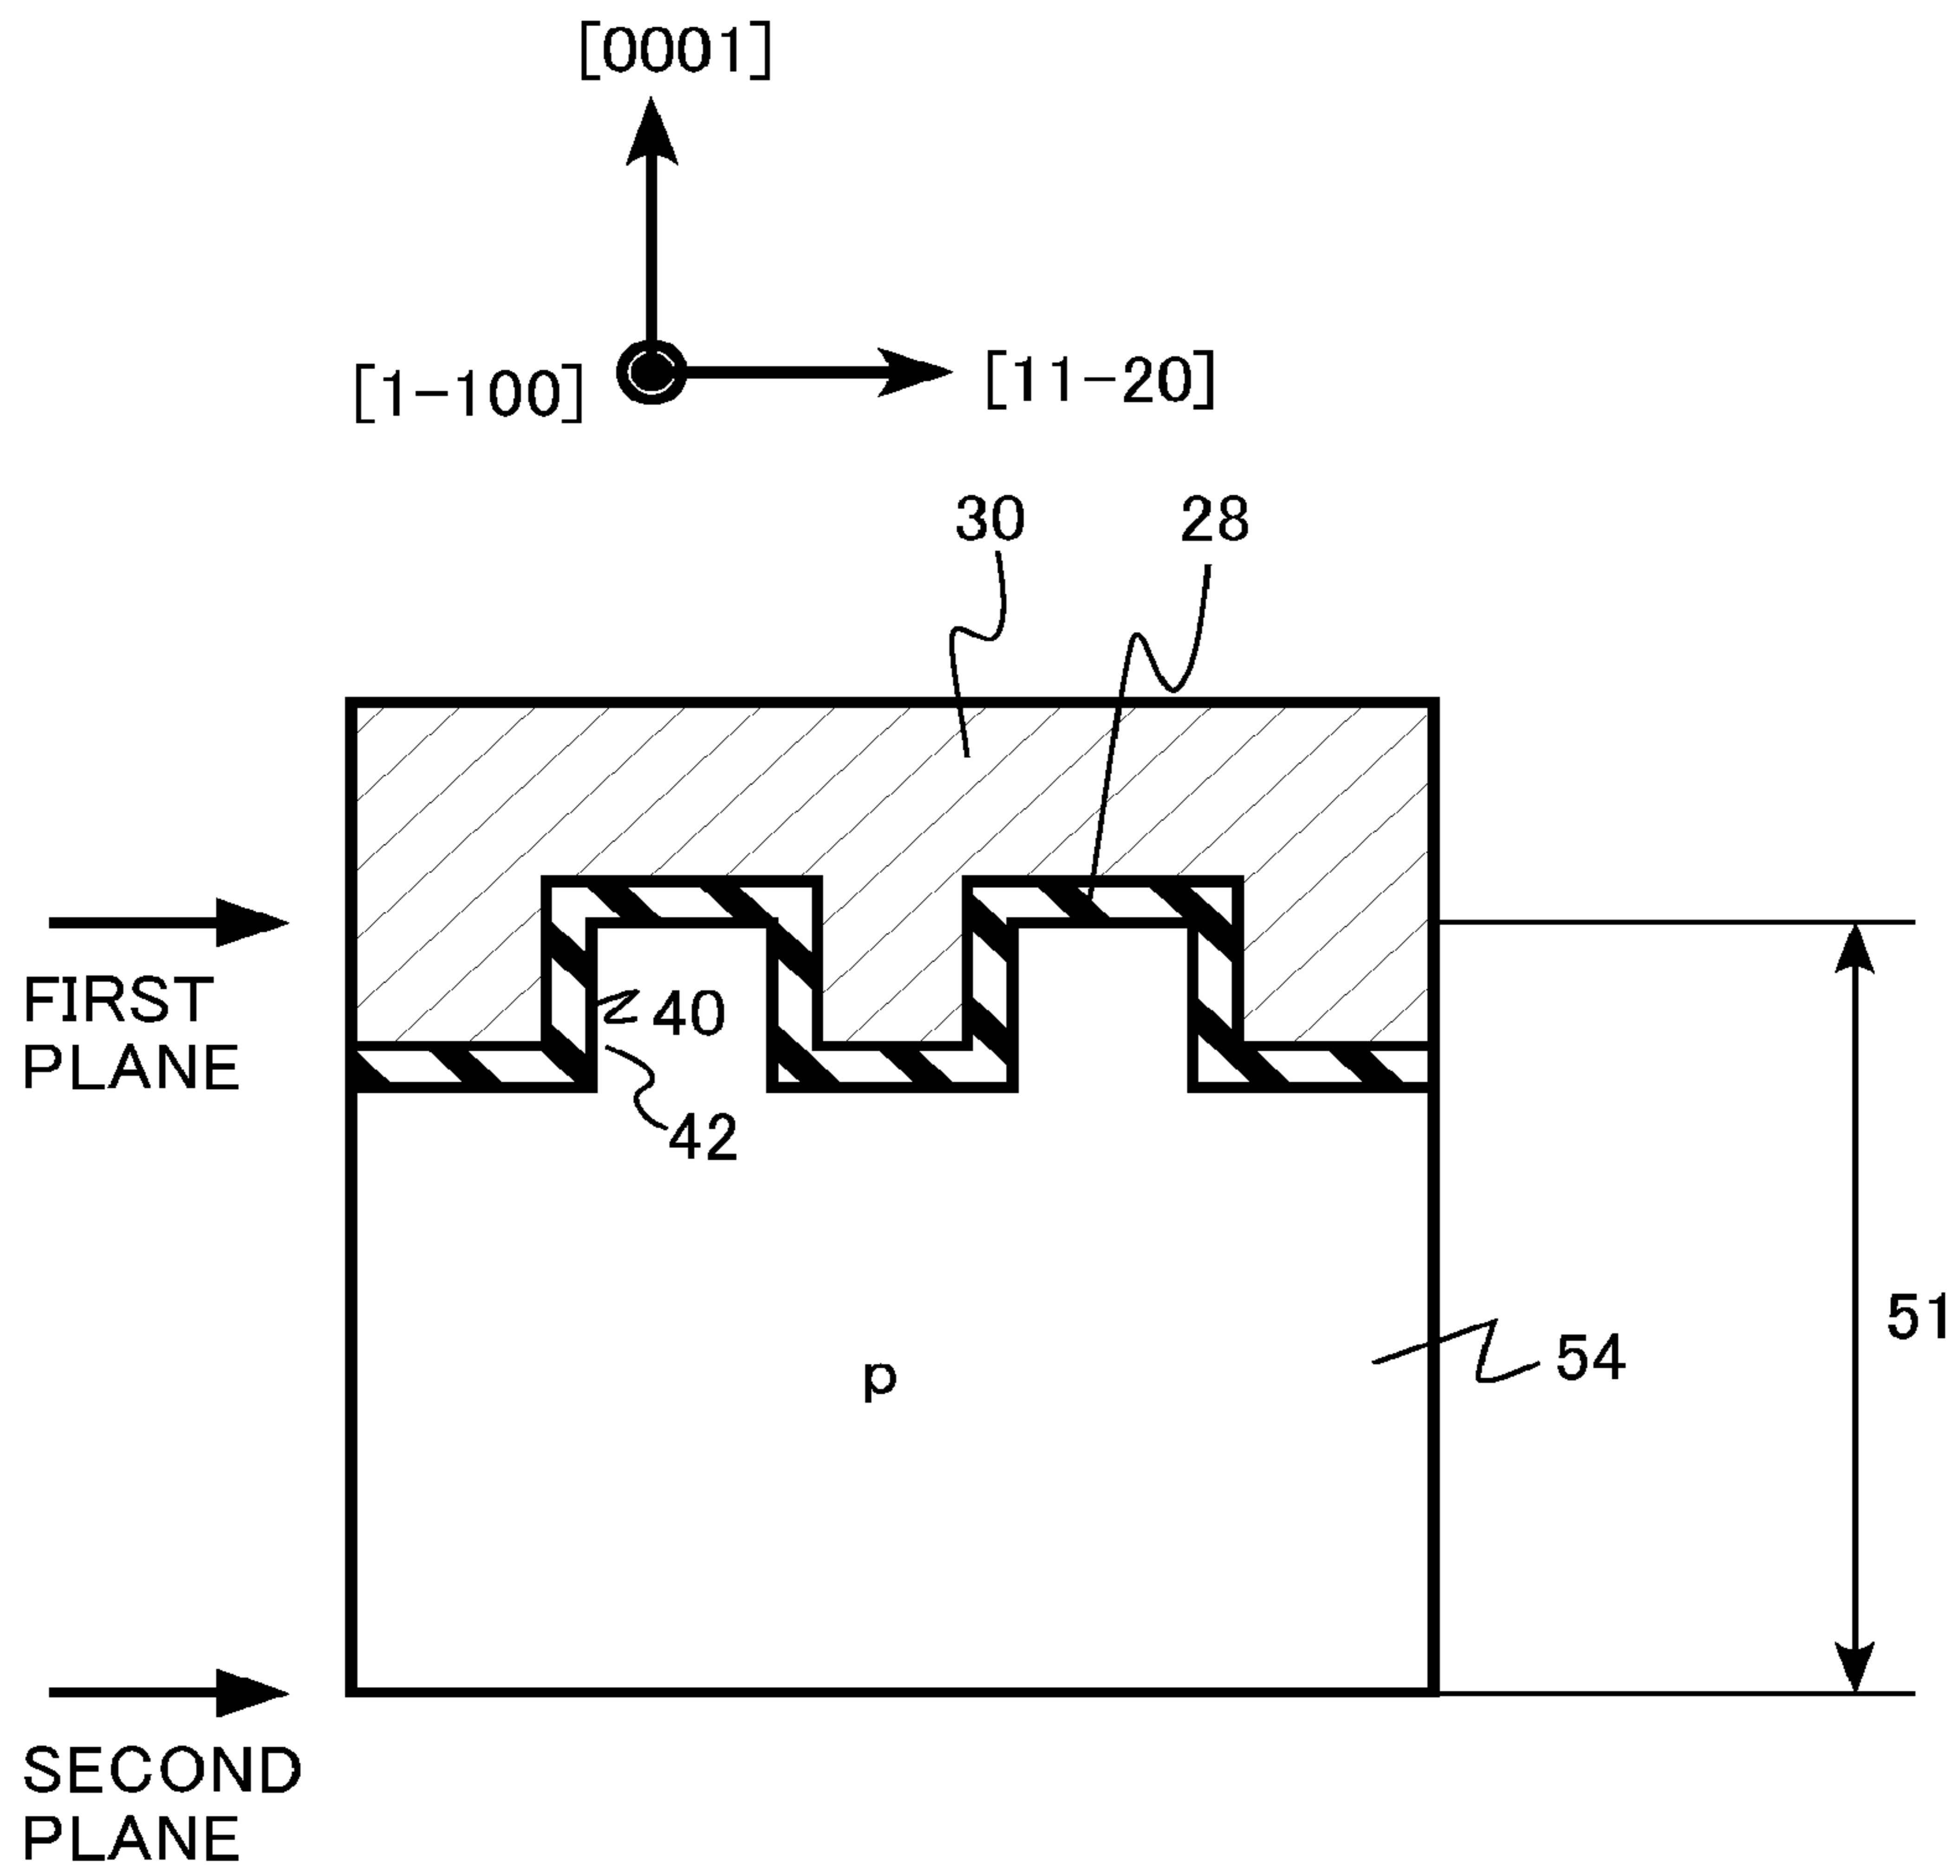 [0001]
[1-100]
[11-20]
30
28
FIRST
PLANE
40
42
51
54
p
SECOND
PLANE